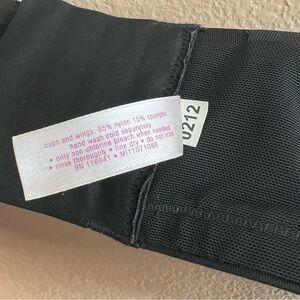 cups and wings: 85% nylon 15% spandex
hand wash cold separately
• only non-chlorine bleach when needed
• rinse thoroughly • line dry • do not iron
RN 118641 • MI11071088
0212